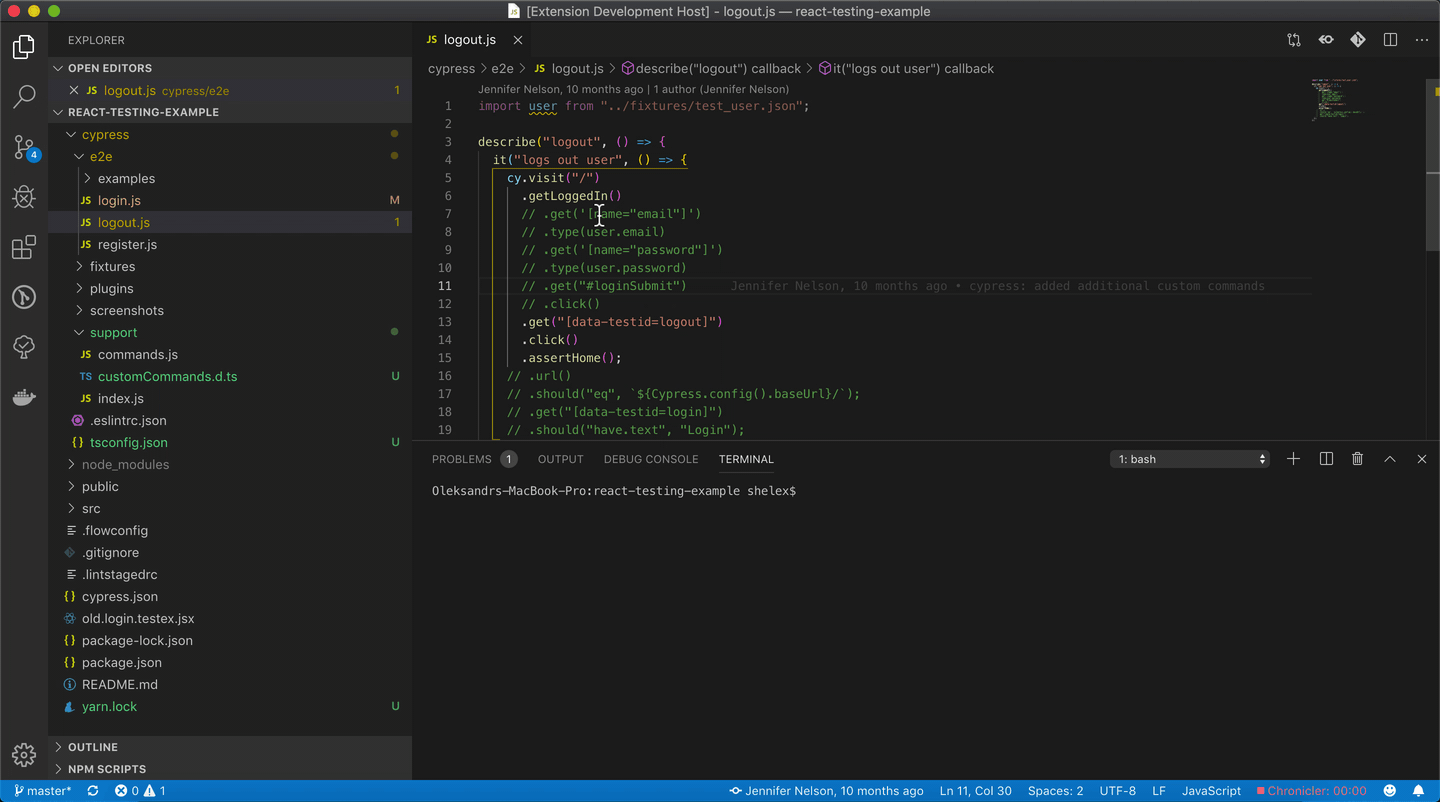 [Extension Development Host] - logout.js — react-testing-example
EXPLORER
OPEN EDITORS
logout.js cypress/e2e 1
REACT-TESTING-EXAMPLE
cypress
e2e
examples
JS login.js M
JS logout.js 1
JS register.js
fixtures
plugins
screenshots
support
JS commands.js
TS customCommands.d.ts U
JS index.js
.eslintrc.json
{} tsconfig.json U
node_modules
public
src
.flowconfig
.gitignore
.lintstagedrc
{} cypress.json
old.login.testex.jsx
{} package-lock.json
{} package.json
README.md
yarn.lock U
OUTLINE
NPM SCRIPTS
4
JS logout.js
cypress > e2e > JS logout.js > describe("logout") callback > it("logs out user") callback
Jennifer Nelson, 10 months ago | 1 author (Jennifer Nelson)
1 import user from "../fixtures/test_user.json";
2
3 describe("logout", () => {
4 it("logs out user", () => {
5 cy.visit("/")
6 .getLoggedIn()
7 // .get('[name="email"]')
8 // .type(user.email)
9 // .get('[name="password"]')
10 // .type(user.password)
11 // .get("#loginSubmit") Jennifer Nelson, 10 months ago • cypress: added additional custom commands
12 // .click()
13 .get("[data-testid=logout]")
14 .click()
15 .assertHome();
16 // .url()
17 // .should("eq", `${Cypress.config().baseUrl}/`);
18 // .get("[data-testid=login]")
19 // .should("have.text", "Login");
PROBLEMS 1 OUTPUT DEBUG CONSOLE TERMINAL 1: bash
Oleksandrs-MacBook-Pro:react-testing-example shelex$
master* 0 1 Jennifer Nelson, 10 months ago Ln 11, Col 30 Spaces: 2 UTF-8 LF JavaScript Chronicler: 00:00